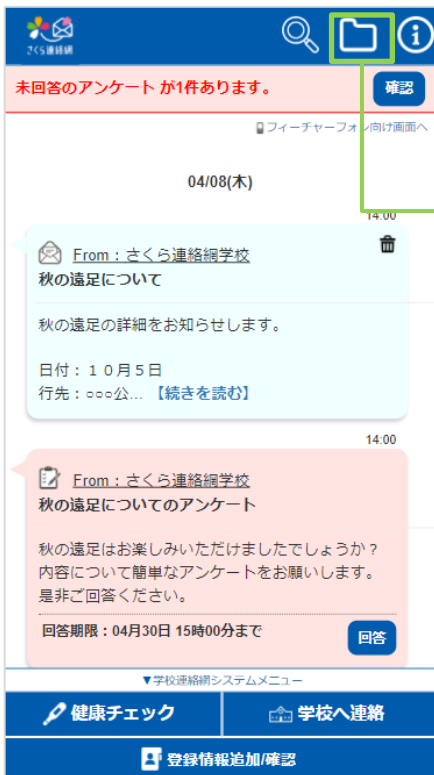 さくら連絡網
未回答のアンケート が1件あります。
確認
フィーチャーフォン向け画面へ
04/08(木)
14:00
From：さくら連絡網学校
秋の遠足について
秋の遠足の詳細をお知らせします。
日付：１０月５日
行先：○○○公... 【続きを読む】
14:00
From：さくら連絡網学校
秋の遠足についてのアンケート
秋の遠足はお楽しみいただけましたでしょうか？
内容について簡単なアンケートをお願いします。
是非ご回答ください。
回答期限：04月30日 15時00分まで
回答
▼学校連絡網システムメニュー
健康チェック
学校へ連絡
登録情報追加/確認